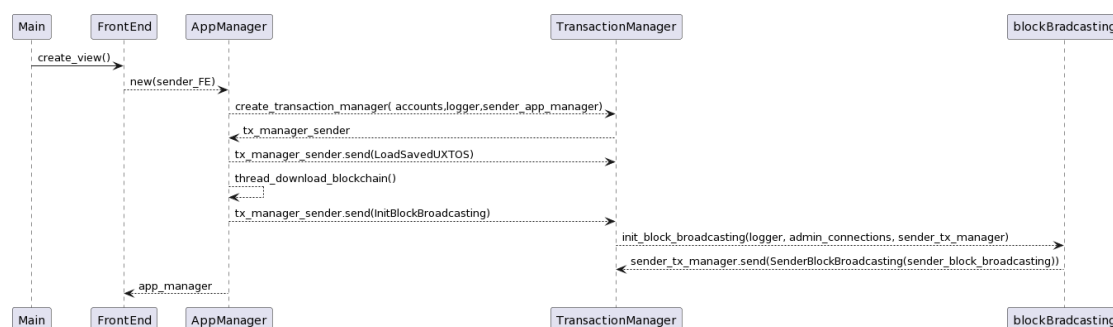 Main FrontEnd AppManager TransactionManager blockBradcasting
create_view()
new(sender_FE)
create_transaction_manager( accounts,logger,sender_app_manager)
tx_manager_sender
tx_manager_sender.send(LoadSavedUXTOS)
thread_download_blockchain()
tx_manager_sender.send(InitBlockBroadcasting)
init_block_broadcasting(logger, admin_connections, sender_tx_manager)
sender_tx_manager.send(SenderBlockBroadcasting(sender_block_broadcasting))
app_manager
Main FrontEnd AppManager TransactionManager blockBradcasting